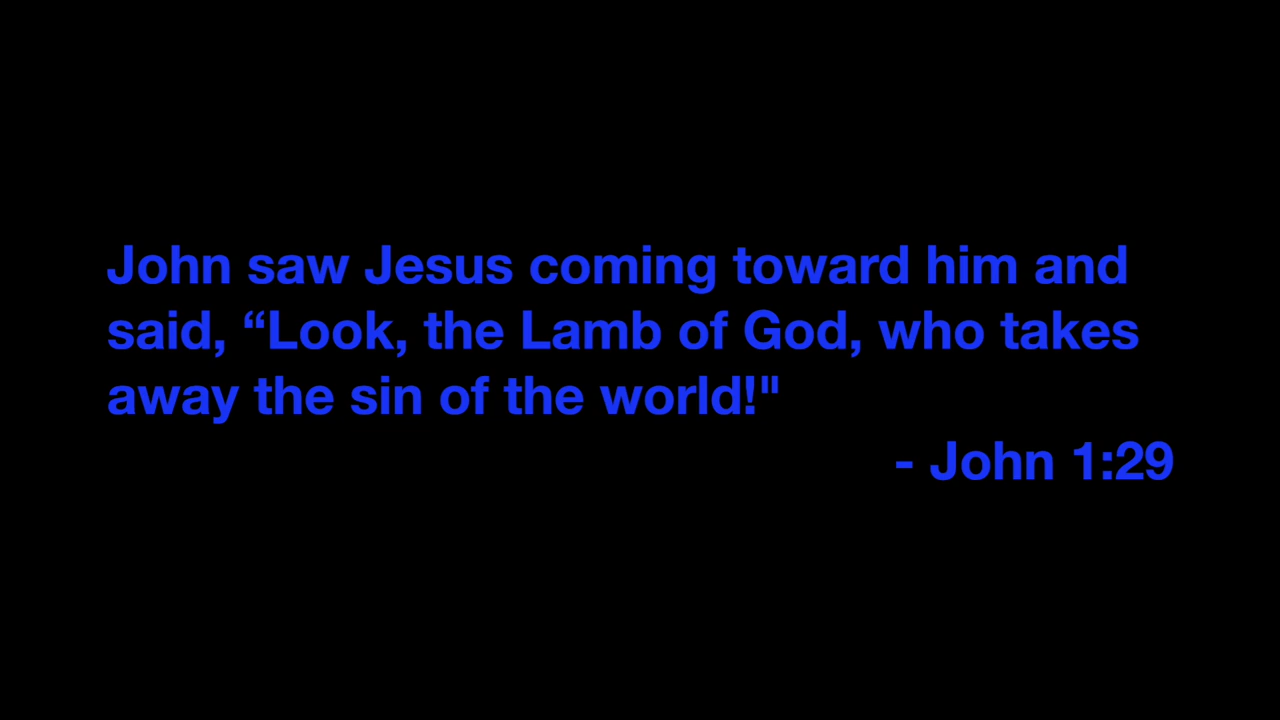 John saw Jesus coming toward him and
said, “Look, the Lamb of God, who takes
away the sin of the world!"
- John 1:29